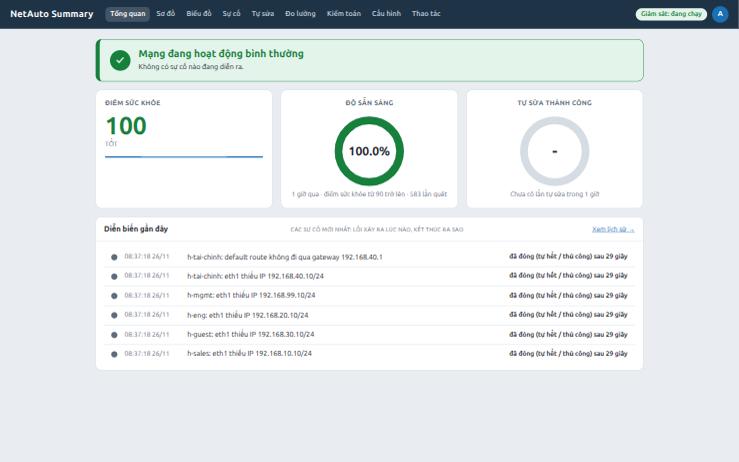 NetAuto Summary Tổng quan Sơ đồ Biểu đồ Sự cố Tự sửa Đo lường Kiểm toán Cấu hình Thao tác Giám sát: đang chạy A
Mạng đang hoạt động bình thường
Không có sự cố nào đang diễn ra.
ĐIỂM SỨC KHỎE
100
TỐT
ĐỘ SẴN SÀNG
100.0%
1 giờ qua · điểm sức khỏe từ 90 trở lên · 583 lần quét
TỰ SỬA THÀNH CÔNG
-
Chưa có lần tự sửa trong 1 giờ
Diễn biến gần đây CÁC SỰ CỐ MỚI NHẤT: LỖI XẢY RA LÚC NÀO, KẾT THÚC RA SAO Xem lịch sử →
08:37:18 26/11 h-tai-chinh: default route không đi qua gateway 192.168.40.1 đã đóng (tự hết / thủ công) sau 29 giây
08:37:18 26/11 h-tai-chinh: eth1 thiếu IP 192.168.40.10/24 đã đóng (tự hết / thủ công) sau 29 giây
08:37:18 26/11 h-mgmt: eth1 thiếu IP 192.168.99.10/24 đã đóng (tự hết / thủ công) sau 29 giây
08:37:18 26/11 h-eng: eth1 thiếu IP 192.168.20.10/24 đã đóng (tự hết / thủ công) sau 29 giây
08:37:18 26/11 h-guest: eth1 thiếu IP 192.168.30.10/24 đã đóng (tự hết / thủ công) sau 29 giây
08:37:18 26/11 h-sales: eth1 thiếu IP 192.168.10.10/24 đã đóng (tự hết / thủ công) sau 29 giây